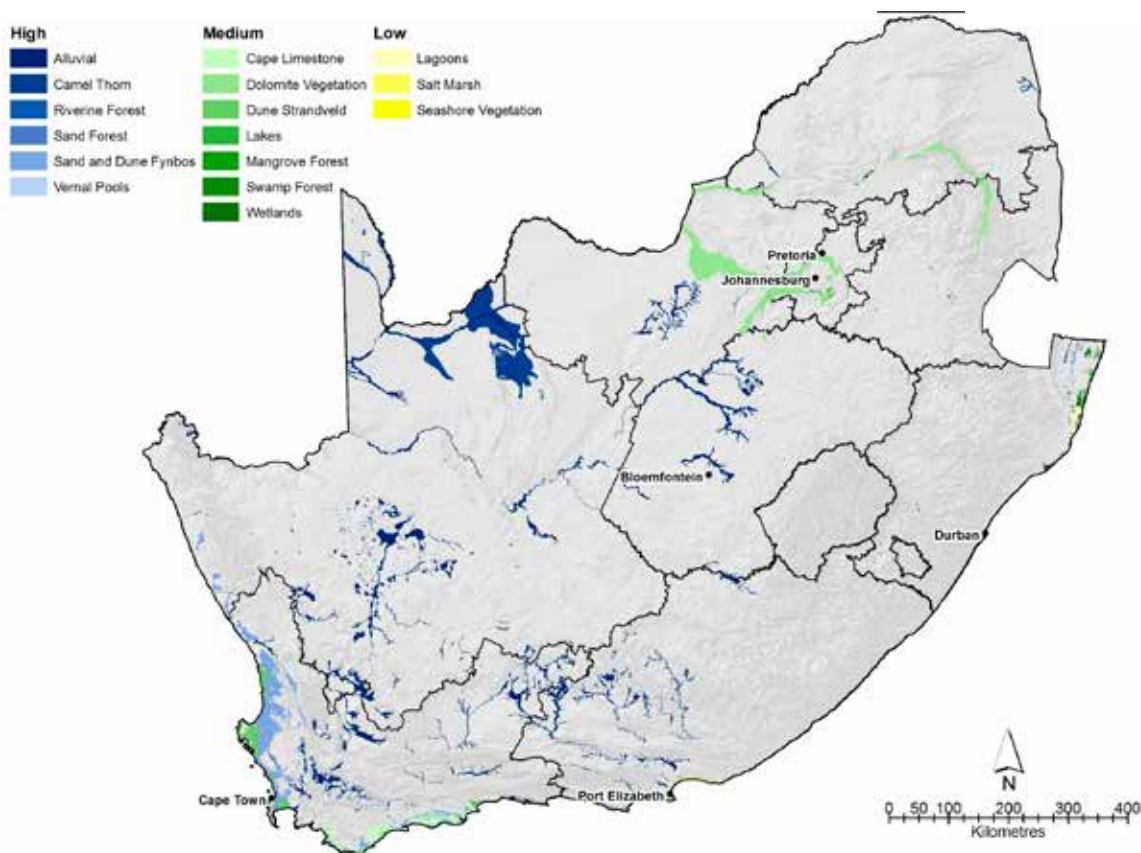 High
Alluvial
Camel Thorn
Riverine Forest
Sand Forest
Sand and Dune Fynbos
Vernal Pools
Medium
Cape Limestone
Dolomite Vegetation
Dune Strandveld
Lakes
Mangrove Forest
Swamp Forest
Wetlands
Low
Lagoons
Salt Marsh
Seashore Vegetation
Pretoria
Johannesburg
Bloemfontein
Durban
Cape Town
Port Elizabeth
N
0 50 100 200 300 400
Kilometres